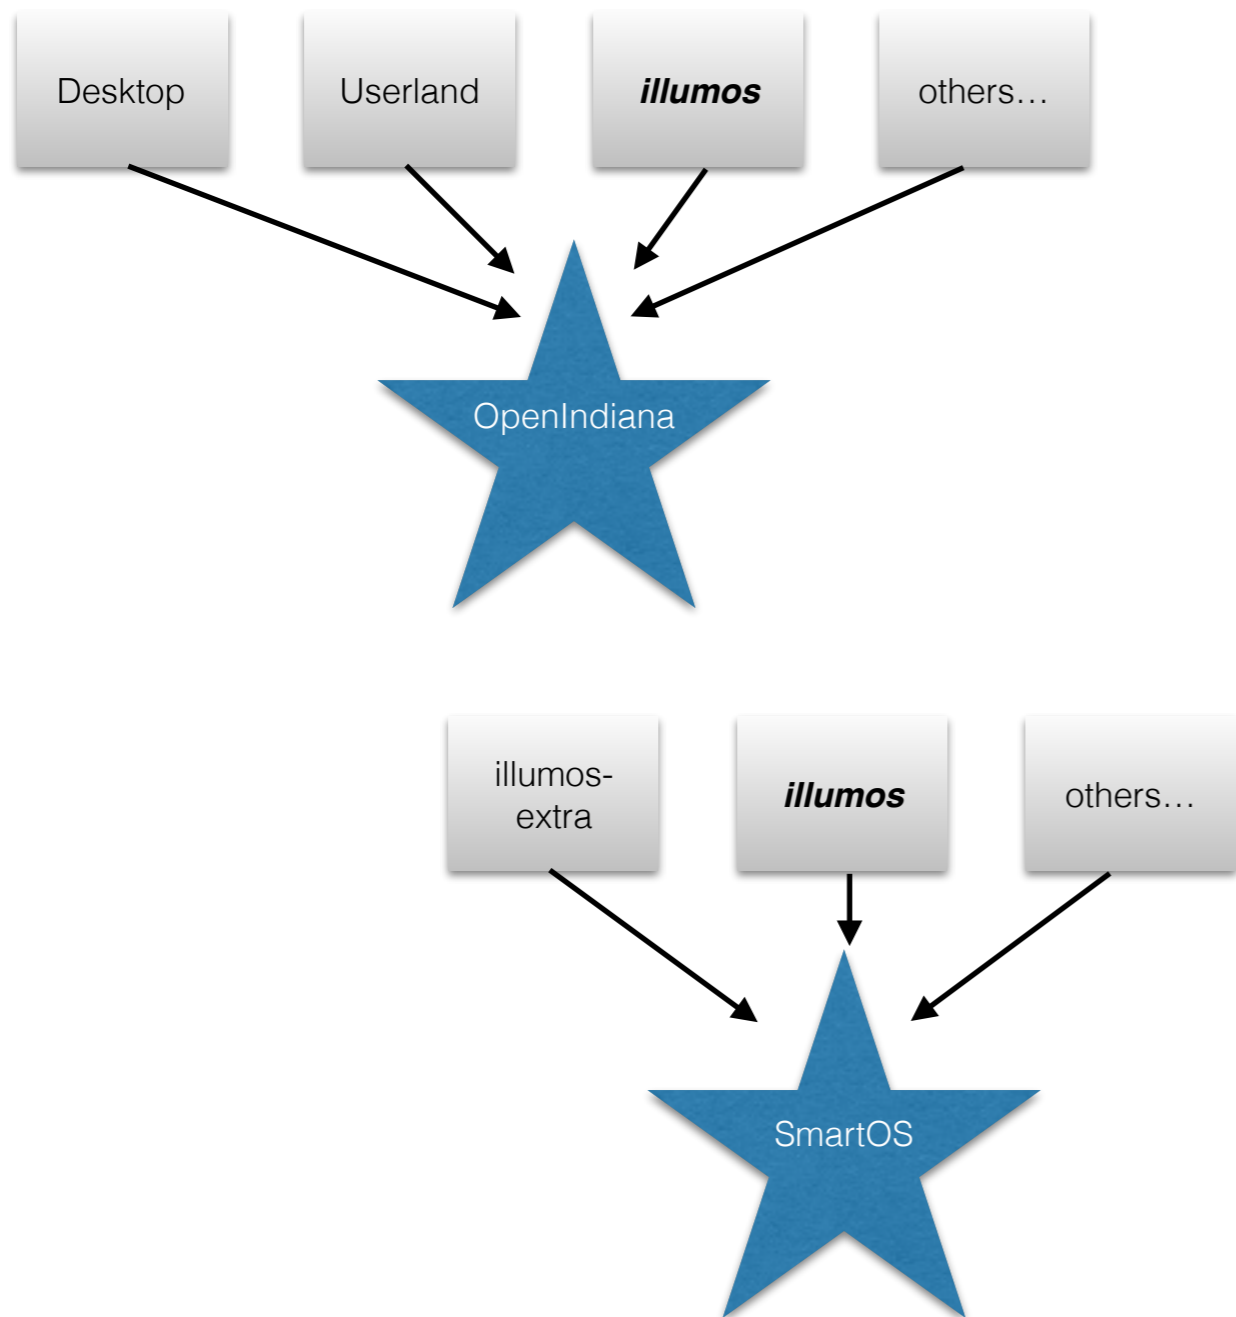 Desktop
Userland
illumos
others…
OpenIndiana
illumos-
extra
illumos
others…
SmartOS